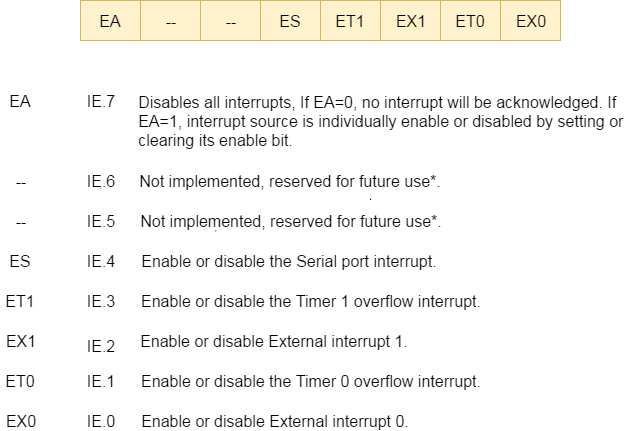 EA -- -- ES ET1 EX1 ET0 EX0
EA IE.7 Disables all interrupts, If EA=0, no interrupt will be acknowledged. If
EA=1, interrupt source is individually enable or disabled by setting or
clearing its enable bit.
-- IE.6 Not implemented, reserved for future use*.
-- IE.5 Not implemented, reserved for future use*.
ES IE.4 Enable or disable the Serial port interrupt.
ET1 IE.3 Enable or disable the Timer 1 overflow interrupt.
EX1 IE.2 Enable or disable External interrupt 1.
ET0 IE.1 Enable or disable the Timer 0 overflow interrupt.
EX0 IE.0 Enable or disable External interrupt 0.